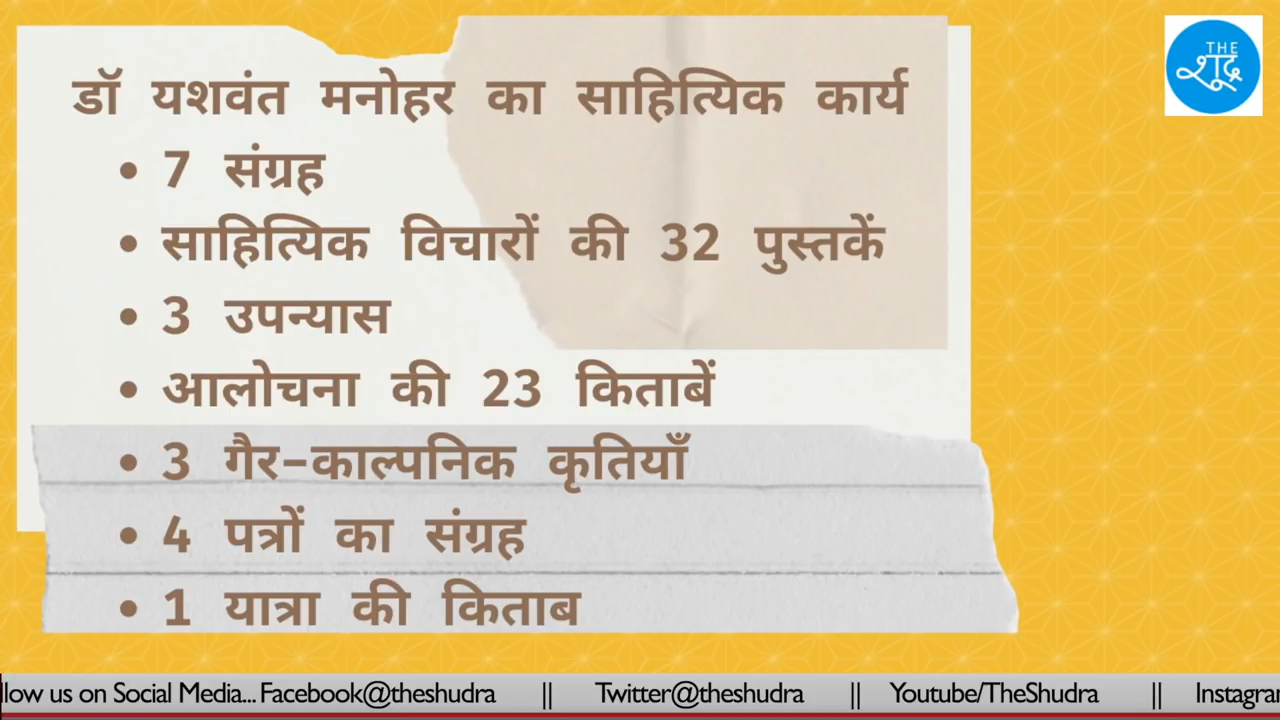 THE
शूद्र
डॉ यशवंत मनोहर का साहित्यिक कार्य
• 7 संग्रह
• साहित्यिक विचारों की 32 पुस्तकें
• 3 उपन्यास
• आलोचना की 23 किताबें
• 3 गैर-काल्पनिक कृतियाँ
• 4 पत्रों का संग्रह
• 1 यात्रा की किताब
llow us on Social Media... Facebook@theshudra || Twitter@theshudra || Youtube/TheShudra || Instagra